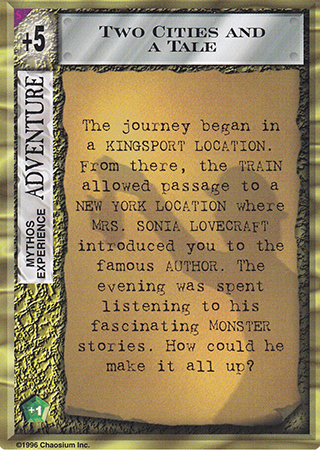 +5
TWO CITIES AND
A TALE
MYTHOS
EXPERIENCE
ADVENTURE
The journey began in
a KINGSPORT LOCATION.
From there, the TRAIN
allowed passage to a
NEW YORK LOCATION where
MRS. SONIA LOVECRAFT
introduced you to the
famous AUTHOR. The
evening was spent
listening to his
fascinating MONSTER
stories. How could he
make it all up?
+1
©1996 Chaosium Inc.